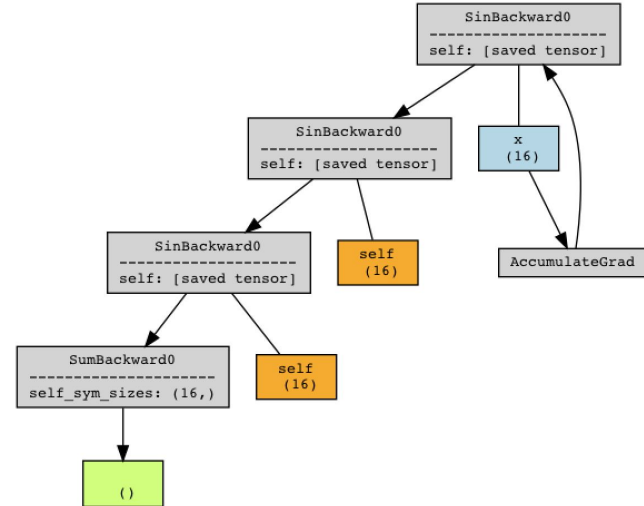 SinBackward0
--------------------------
self: [saved tensor]
SinBackward0
--------------------------
self: [saved tensor]
x
(16)
SinBackward0
--------------------------
self: [saved tensor]
self
(16)
AccumulateGrad
SumBackward0
------------------------
self_sym_sizes: (16,)
self
(16)
()